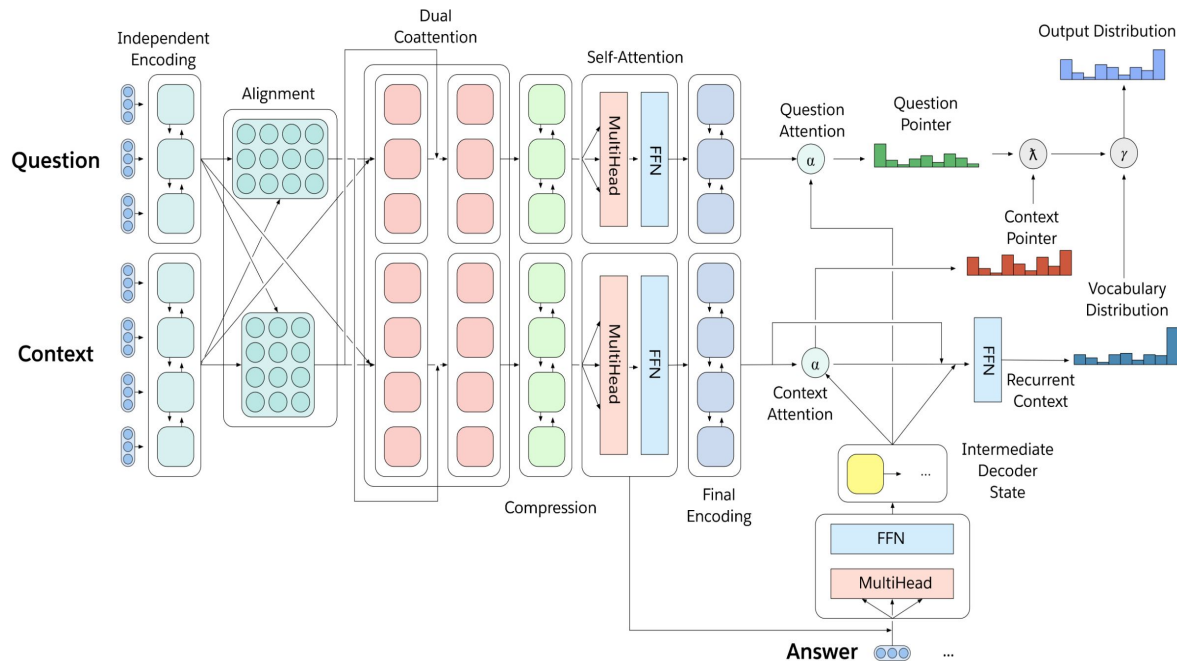 Independent
Encoding
Alignment
Dual
Coattention
Self-Attention
Question
Attention
Question
Pointer
Output Distribution
Question
MultiHead
FFN
α
ƛ
γ
Context
Pointer
Vocabulary
Distribution
Context
MultiHead
FFN
α
FFN
Context
Attention
Recurrent
Context
Compression
Final
Encoding
...
Intermediate
Decoder
State
FFN
MultiHead
Answer
...